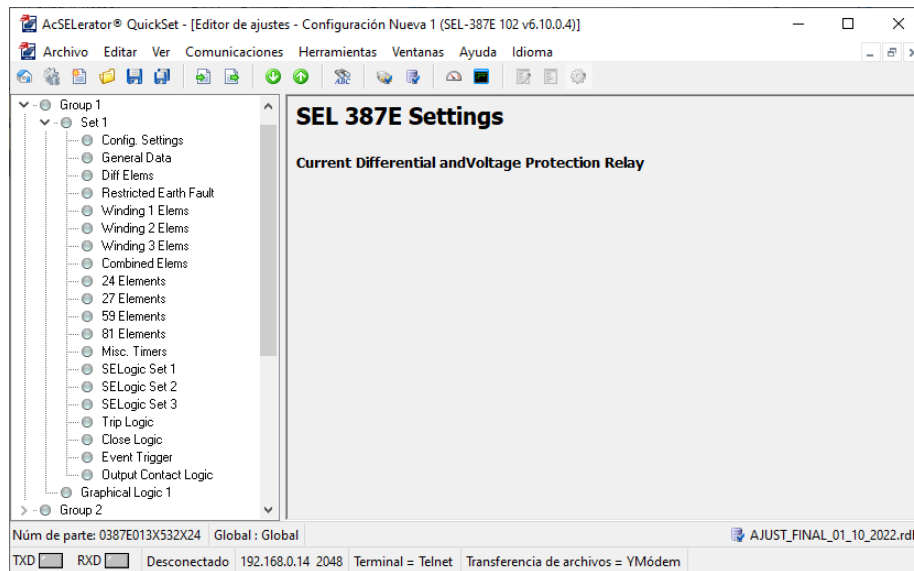 AcSELerator® QuickSet - [Editor de ajustes - Configuración Nueva 1 (SEL-387E 102 v6.10.0.4)]
Archivo Editar Ver Comunicaciones Herramientas Ventanas Ayuda Idioma
Group 1
Set 1
Config. Settings
General Data
Diff Elems
Restricted Earth Fault
Winding 1 Elems
Winding 2 Elems
Winding 3 Elems
Combined Elems
24 Elements
27 Elements
59 Elements
81 Elements
Misc. Timers
SELogic Set 1
SELogic Set 2
SELogic Set 3
Trip Logic
Close Logic
Event Trigger
Output Contact Logic
Graphical Logic 1
Group 2
SEL 387E Settings
Current Differential andVoltage Protection Relay
Núm de parte: 0387E013X532X24 Global : Global AJUST_FINAL_01_10_2022.rdb
TXD RXD Desconectado 192.168.0.14 2048 Terminal = Telnet Transferencia de archivos = YMódem